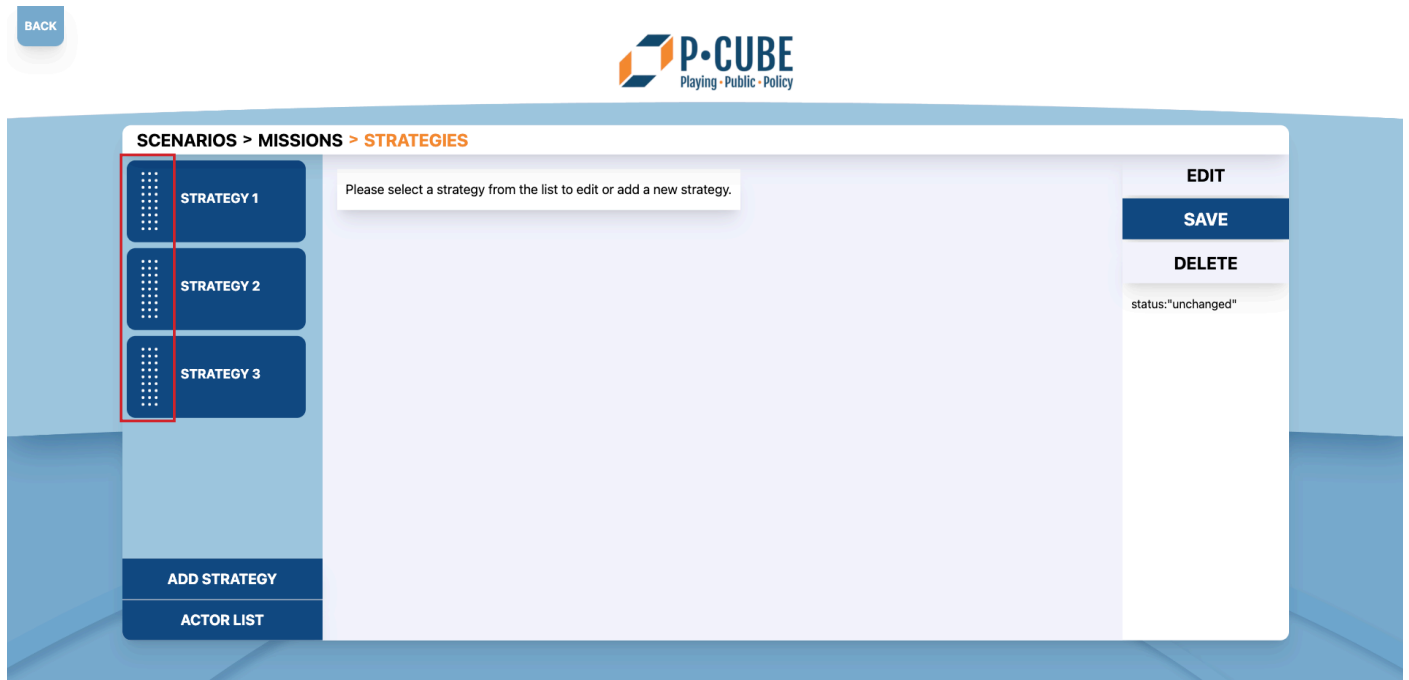 BACK
P•CUBE
Playing • Public • Policy
SCENARIOS > MISSIONS > STRATEGIES
STRATEGY 1
STRATEGY 2
STRATEGY 3
ADD STRATEGY
ACTOR LIST
Please select a strategy from the list to edit or add a new strategy.
EDIT
SAVE
DELETE
status:"unchanged"